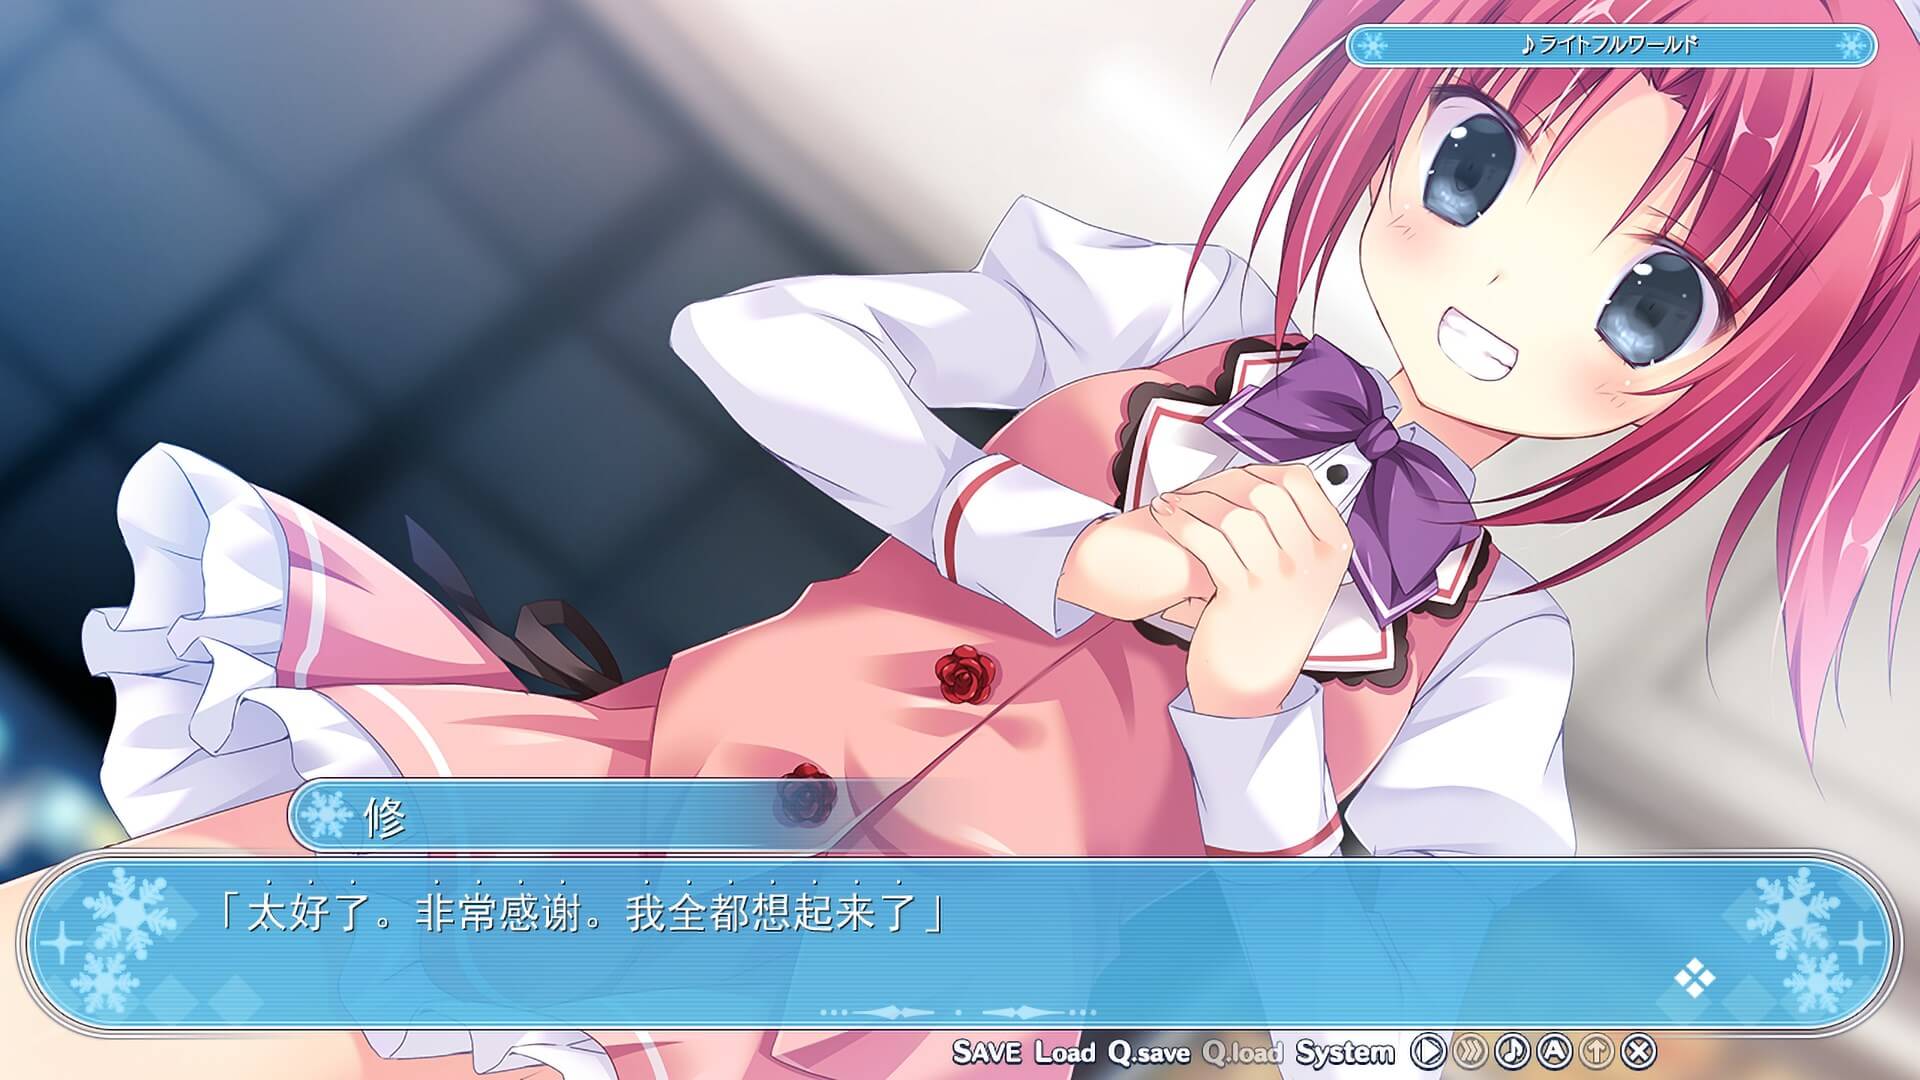 ♪ライトフルワールド
修
「太好了。非常感谢。我全都想起来了」
SAVE Load Q.save Q.load System